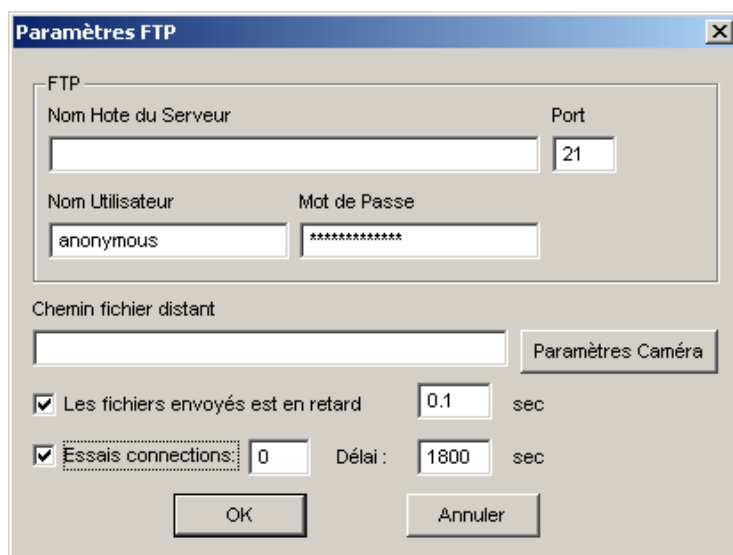 Paramètres FTP
FTP
Nom Hote du Serveur Port
21
Nom Utilisateur Mot de Passe
anonymous *************
Chemin fichier distant
Paramètres Caméra
Les fichiers envoyés est en retard 0.1 sec
Essais connections: 0 Délai : 1800 sec
OK Annuler